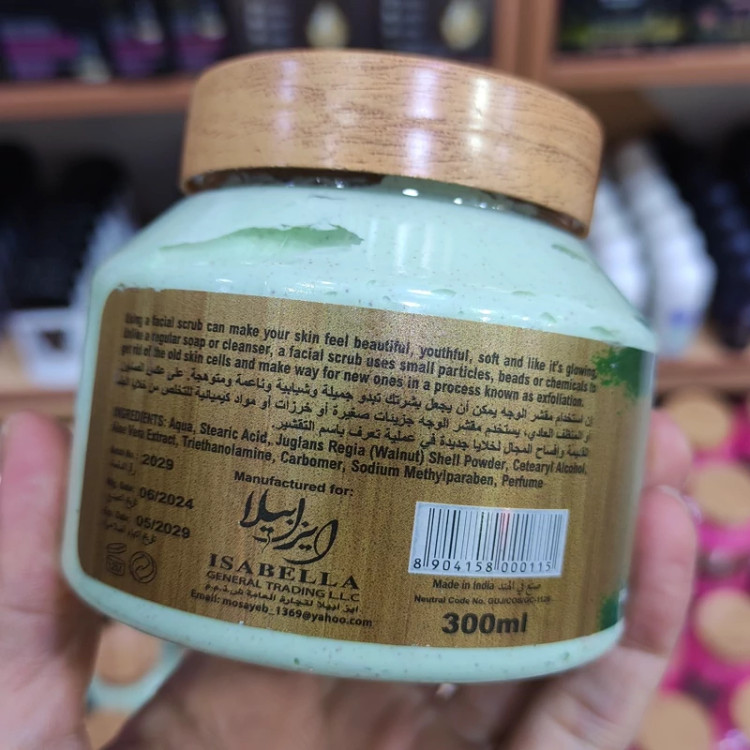 Using a facial scrub can make your skin feel beautiful, youthful, soft and like it's glowing.
Unlike a regular soap or cleanser, a facial scrub uses small particles, beads or chemicals to
get rid of the old skin cells and make way for new ones in a process known as exfoliation.
إن استخدام مقشر الوجه يمكن أن يجعل بشرتك تبدو جميلة وشبابية وناعمة ومتوهجة. على عكس الصابون
أو المنظف العادي، يستخدم مقشر الوجه جزيئات صغيرة أو خرزات أو مواد كيميائية للتخلص من خلايا الجلد
القديمة وإفساح المجال لخلايا جديدة في عملية تعرف باسم التقشير.
INGREDIENTS: Aqua, Stearic Acid, Juglans Regia (Walnut) Shell Powder, Cetearyl Alcohol,
Aloe Vera Extract, Triethanolamine, Carbomer, Sodium Methylparaben, Perfume
2029
06/2024
05/2029
Manufactured for:
ايزابيلا
ISABELLA
GENERAL TRADING L.L.C
ايزابيلا للتجارة العامة ش.ذ.م.م
Email: mosayeb_1369@yahoo.com
8 904158 000115
Made in India صنع في الهند
Neutral Code No.
300ml